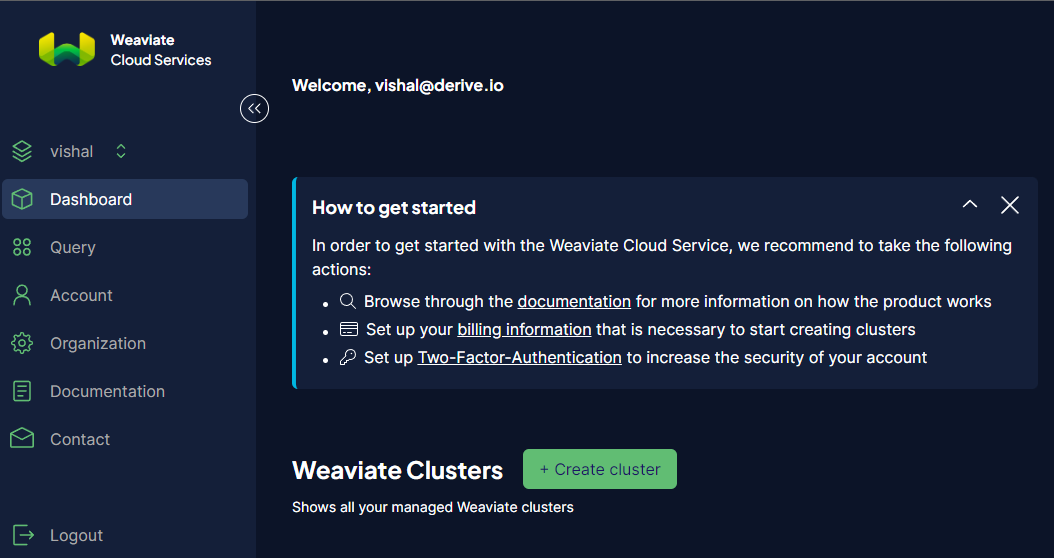 Weaviate
Cloud Services
vishal
Dashboard
Query
Account
Organization
Documentation
Contact
Logout
Welcome, vishal@derive.io
How to get started
In order to get started with the Weaviate Cloud Service, we recommend to take the following
actions:
Browse through the documentation for more information on how the product works
Set up your billing information that is necessary to start creating clusters
Set up Two-Factor-Authentication to increase the security of your account
Weaviate Clusters
+ Create cluster
Shows all your managed Weaviate clusters